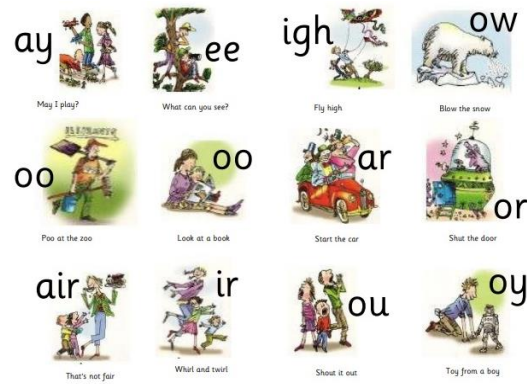 ay
May I play?
ee
What can you see?
igh
Fly high
ow
Blow the snow
oo
ELEPHANTS
Poo at the zoo
oo
Look at a book
ar
Start the car
or
Shut the door
air
That's not fair
ir
Whirl and twirl
ou
Shout it out
oy
Toy from a boy